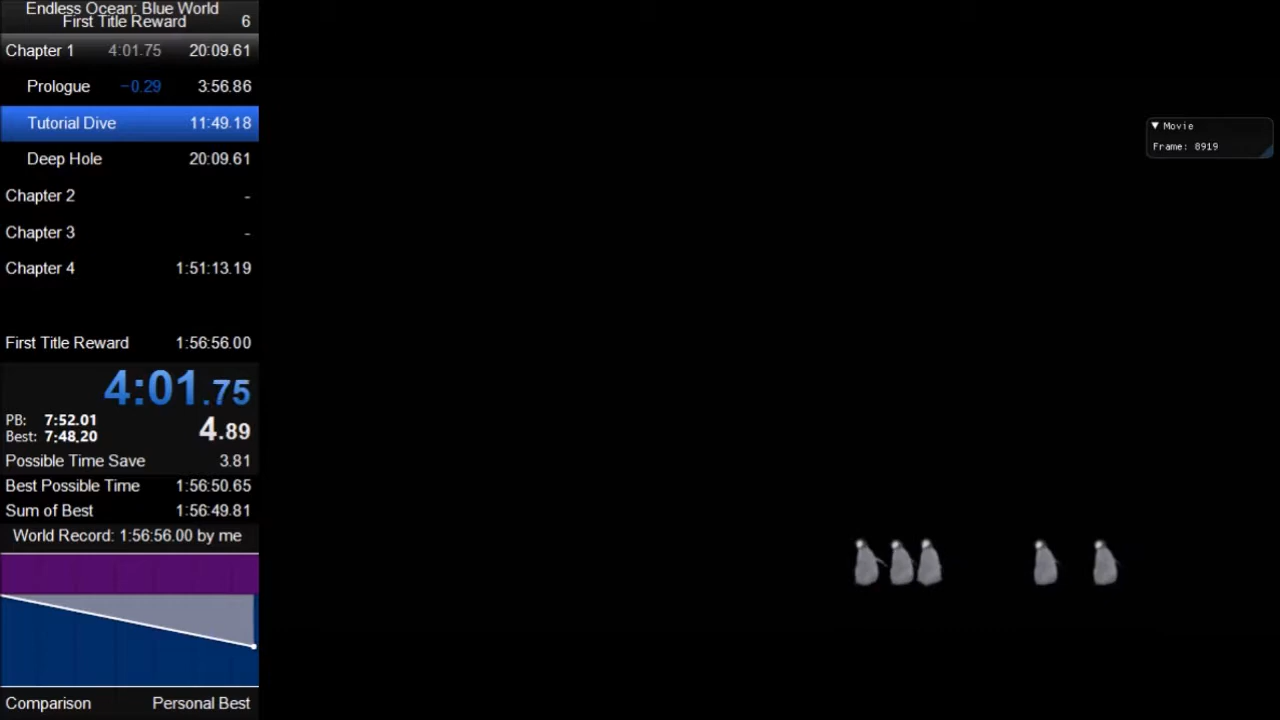 Endless Ocean: Blue World
First Title Reward 6
Chapter 1 4:01.75 20:09.61
Prologue −0.29 3:56.86
Tutorial Dive 11:49.18
Deep Hole 20:09.61
Chapter 2 -
Chapter 3 -
Chapter 4 1:51:13.19
First Title Reward 1:56:56.00
4:01.75
PB: 7:52.01
Best: 7:48.20
4.89
Possible Time Save 3.81
Best Possible Time 1:56:50.65
Sum of Best 1:56:49.81
World Record: 1:56:56.00 by me
Comparison Personal Best
▼ Movie
Frame: 8919